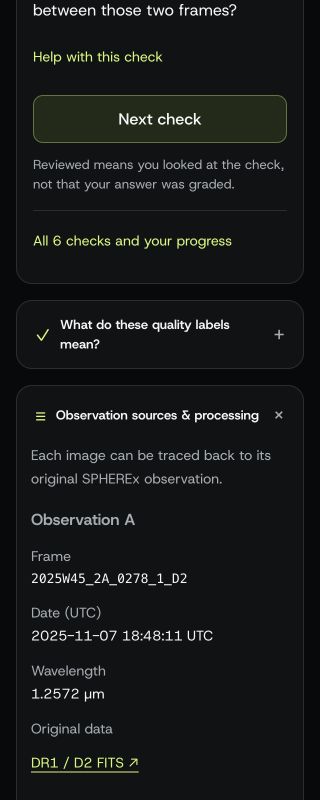 between those two frames?
Help with this check
Next check
Reviewed means you looked at the check,
not that your answer was graded.
All 6 checks and your progress
What do these quality labels
mean?
Observation sources & processing
Each image can be traced back to its
original SPHEREx observation.
Observation A
Frame
2025W45_2A_0278_1_D2
Date (UTC)
2025-11-07 18:48:11 UTC
Wavelength
1.2572 µm
Original data
DR1 / D2 FITS ↗